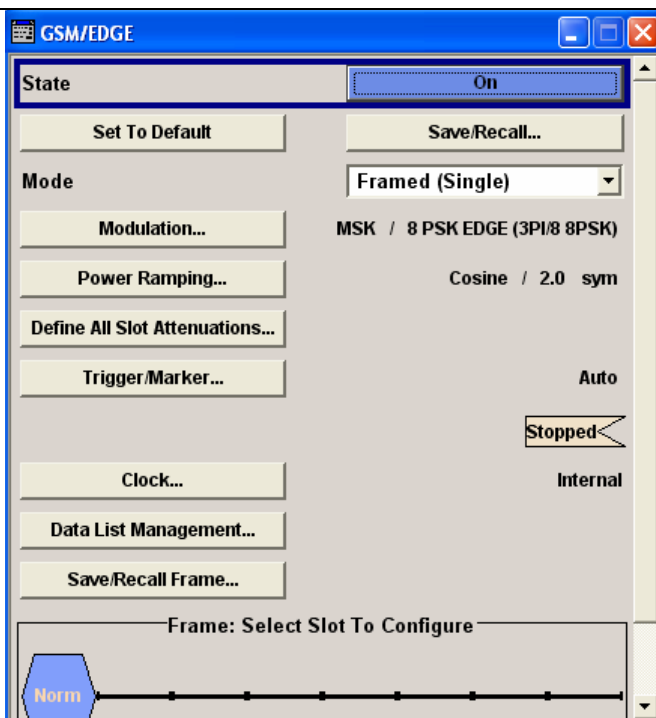 GSM/EDGE
State On
Set To Default Save/Recall...
Mode Framed (Single)
Modulation... MSK / 8 PSK EDGE (3PI/8 8PSK)
Power Ramping... Cosine / 2.0 sym
Define All Slot Attenuations...
Trigger/Marker... Auto
Stopped
Clock... Internal
Data List Management...
Save/Recall Frame...
Frame: Select Slot To Configure
Norm